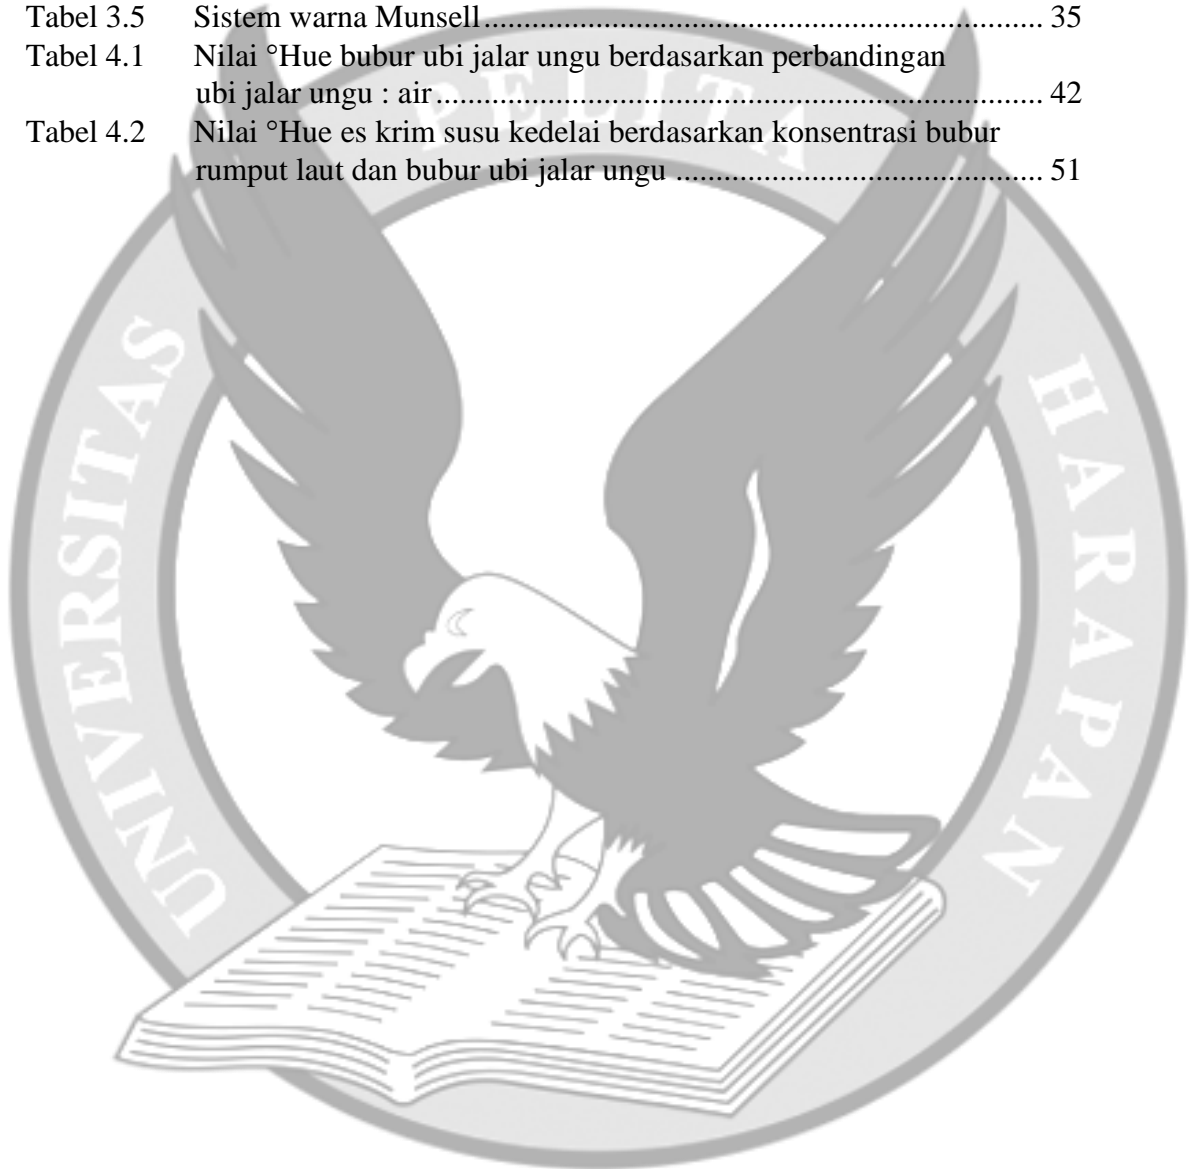 Tabel 3.5 Sistem warna Munsell.................................................................... 35
Tabel 4.1 Nilai °Hue bubur ubi jalar ungu berdasarkan perbandingan
ubi jalar ungu : air.......................................................................... 42
Tabel 4.2 Nilai °Hue es krim susu kedelai berdasarkan konsentrasi bubur
rumput laut dan bubur ubi jalar ungu ............................................. 51
UNIVERSITAS PELITA HARAPAN